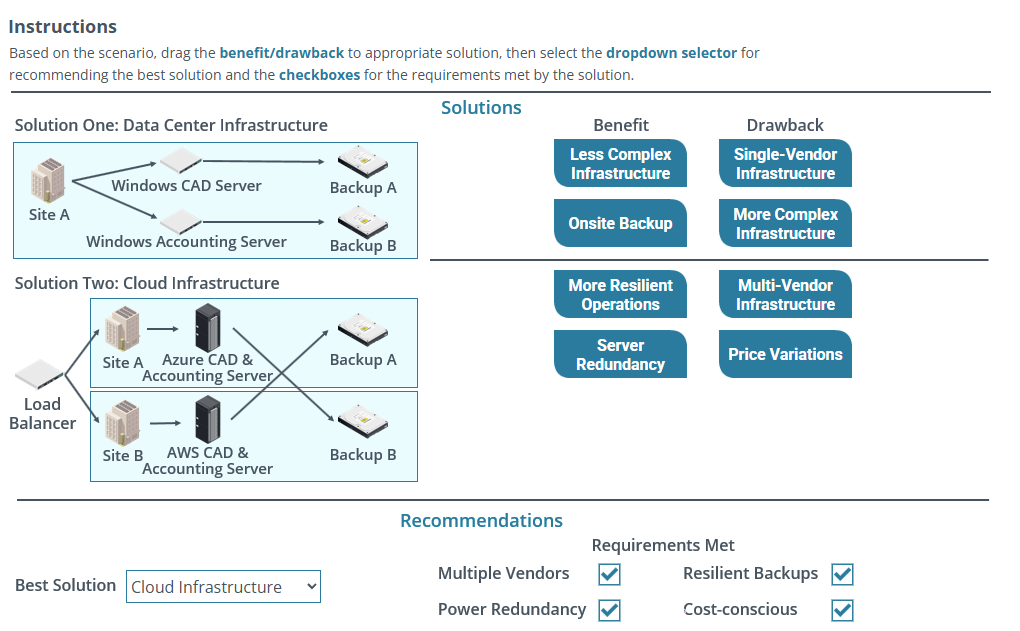 Instructions
Based on the scenario, drag the benefit/drawback to appropriate solution, then select the dropdown selector for
recommending the best solution and the checkboxes for the requirements met by the solution.
Solutions
Solution One: Data Center Infrastructure
Benefit
Drawback
Site A
Windows CAD Server
Backup A
Windows Accounting Server
Backup B
Less Complex
Infrastructure
Single-Vendor
Infrastructure
Onsite Backup
More Complex
Infrastructure
Solution Two: Cloud Infrastructure
Load
Balancer
Site A
Azure CAD &
Accounting Server
Backup A
Site B
AWS CAD &
Accounting Server
Backup B
More Resilient
Operations
Multi-Vendor
Infrastructure
Server
Redundancy
Price Variations
Recommendations
Requirements Met
Best Solution
Cloud Infrastructure
Multiple Vendors
Resilient Backups
Power Redundancy
Cost-conscious